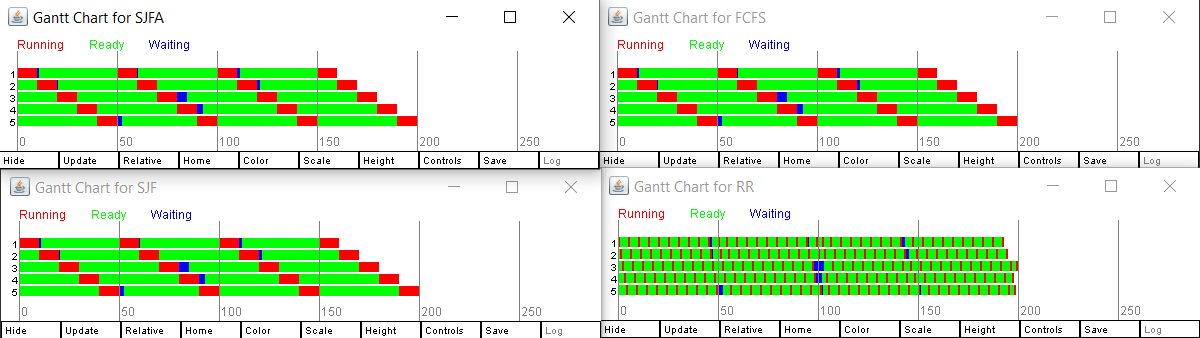 Gantt Chart for SJFA
Running Ready Waiting
1
2
3
4
5
0 50 100 150 200 250
Hide Update Relative Home Color Scale Height Controls Save Log
Gantt Chart for FCFS
Running Ready Waiting
1
2
3
4
5
0 50 100 150 200 250
Hide Update Relative Home Color Scale Height Controls Save Log
Gantt Chart for SJF
Running Ready Waiting
1
2
3
4
5
0 50 100 150 200 250
Hide Update Relative Home Color Scale Height Controls Save Log
Gantt Chart for RR
Running Ready Waiting
1
2
3
4
5
0 50 100 150 200 250
Hide Update Relative Home Color Scale Height Controls Save Log